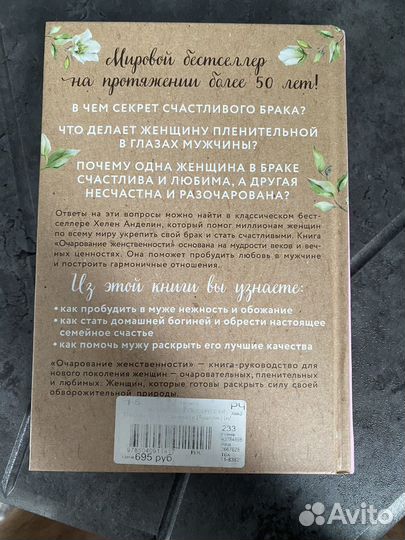 Мировой бестселлер
на протяжении более 50 лет!
В ЧЕМ СЕКРЕТ СЧАСТЛИВОГО БРАКА?
ЧТО ДЕЛАЕТ ЖЕНЩИНУ ПЛЕНИТЕЛЬНОЙ
В ГЛАЗАХ МУЖЧИНЫ?
ПОЧЕМУ ОДНА ЖЕНЩИНА В БРАКЕ
СЧАСТЛИВА И ЛЮБИМА, А ДРУГАЯ
НЕСЧАСТНА И РАЗОЧАРОВАНА?
Ответы на эти вопросы можно найти в классическом бест-
селлере Хелен Анделин, который помог миллионам женщин
по всему миру укрепить свой брак и стать счастливыми. Книга
«Очарование женственности» основана на мудрости веков и веч-
ных ценностях. Она поможет пробудить любовь в мужчине
и построить гармоничные отношения.
Из этой книги вы узнаете:
• как пробудить в муже нежность и обожание
• как стать домашней богиней и обрести настоящее
семейное счастье
• как помочь мужу раскрыть его лучшие качества
«Очарование женственности» – книга-руководство для
нового поколения женщин – очаровательных, пленительных
и любимых: Женщин, которые готовы раскрыть силу своей
обворожительной природы.
РЧ
233
Цена: 695 руб
Avito